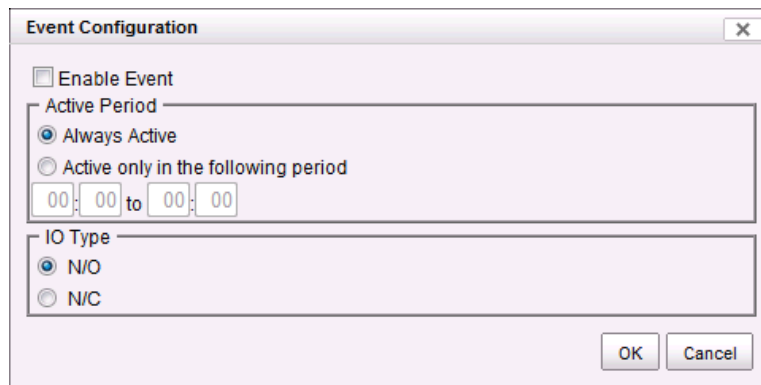 Event Configuration
Enable Event
Active Period
Always Active
Active only in the following period
00: 00 to 00: 00
IO Type
N/O
N/C
OK Cancel